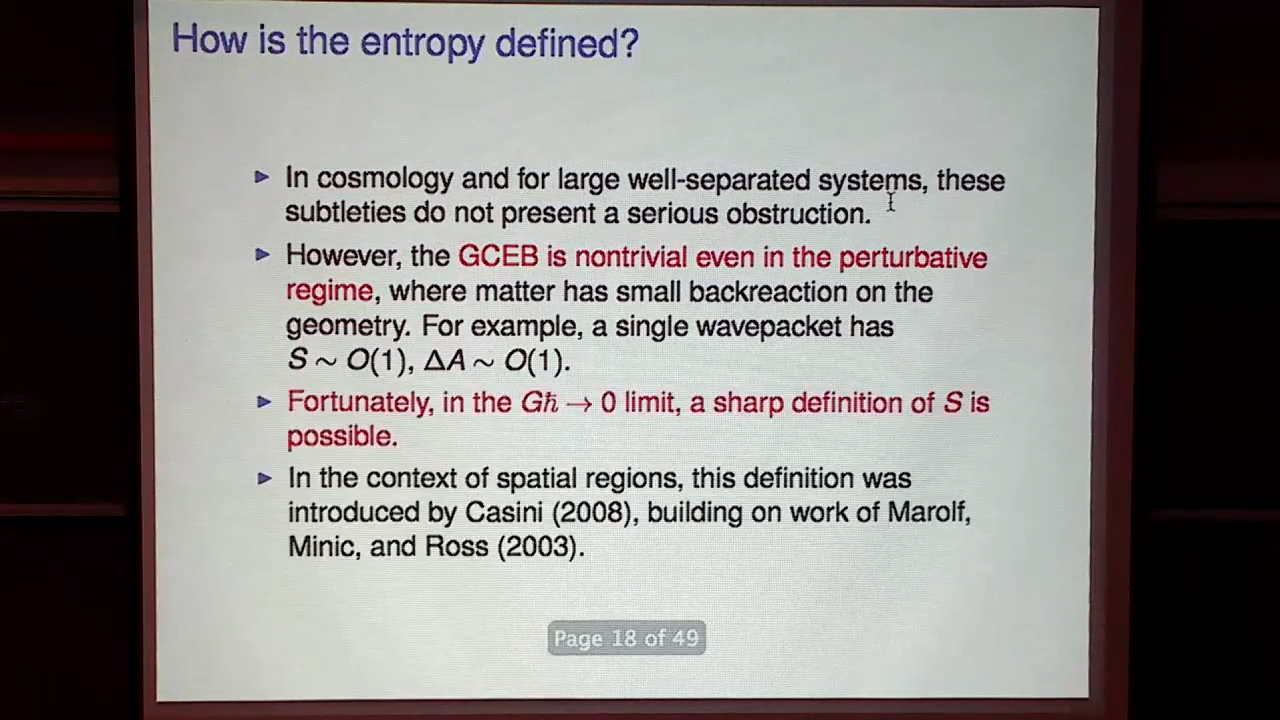 How is the entropy defined?
▶ In cosmology and for large well-separated systems, these
subtleties do not present a serious obstruction.
▶ However, the GCEB is nontrivial even in the perturbative
regime, where matter has small backreaction on the
geometry. For example, a single wavepacket has
S ~ O(1), ΔA ~ O(1).
▶ Fortunately, in the Għ → 0 limit, a sharp definition of S is
possible.
▶ In the context of spatial regions, this definition was
introduced by Casini (2008), building on work of Marolf,
Minic, and Ross (2003).
Page 18 of 49